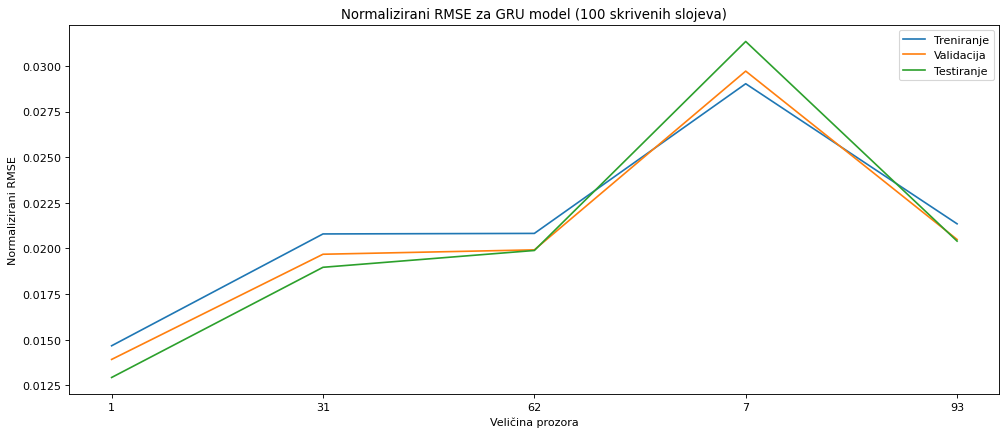 Normalizirani RMSE za GRU model (100 skrivenih slojeva)
Treniranje
Validacija
Testiranje
0.0300
0.0275
0.0250
0.0225
0.0200
0.0175
0.0150
0.0125
Normalizirani RMSE
1 31 62 7 93
Veličina prozora